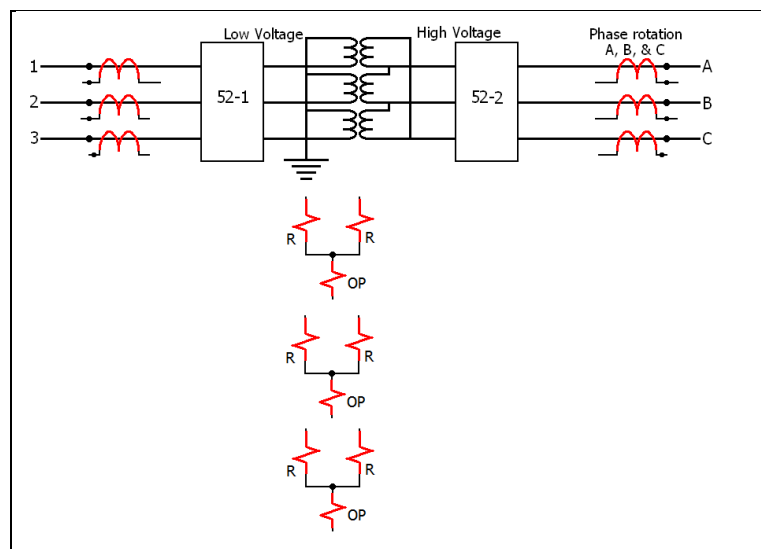 Low Voltage
High Voltage
Phase rotation
A, B, & C
1
A
2
52-1
52-2
B
3
C
R
R
OP
R
R
OP
R
R
OP